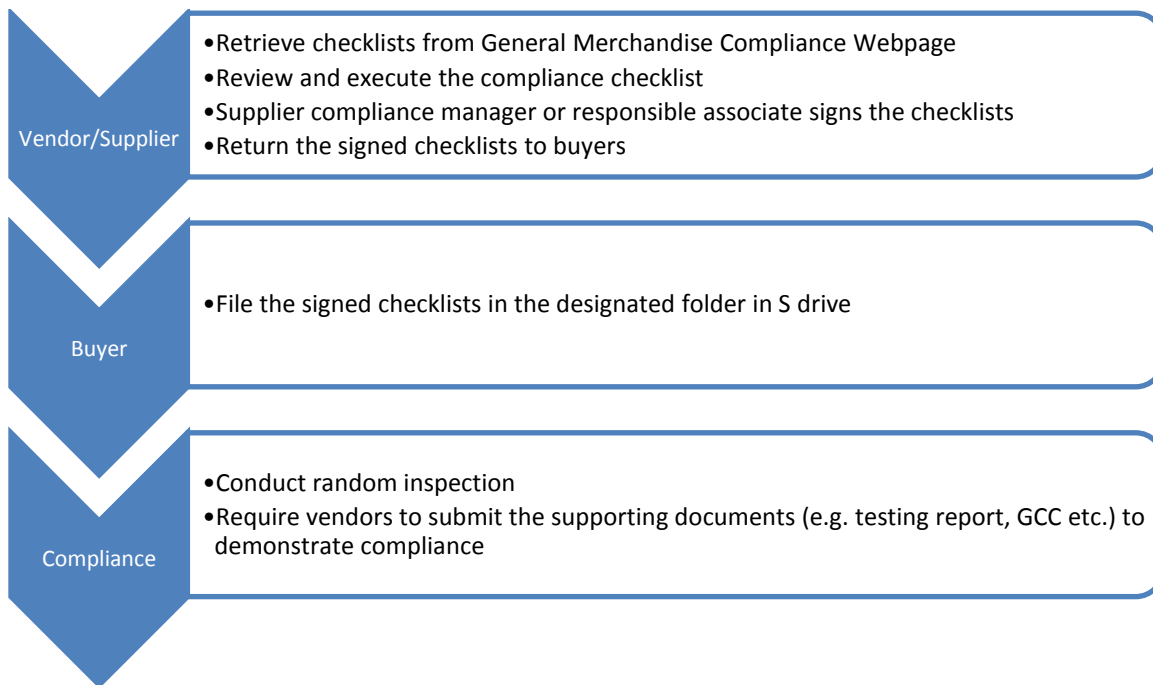 •Retrieve checklists from General Merchandise Compliance Webpage
•Review and execute the compliance checklist
•Supplier compliance manager or responsible associate signs the checklists
•Return the signed checklists to buyers
Vendor/Supplier
•File the signed checklists in the designated folder in S drive
Buyer
•Conduct random inspection
•Require vendors to submit the supporting documents (e.g. testing report, GCC etc.) to
demonstrate compliance
Compliance